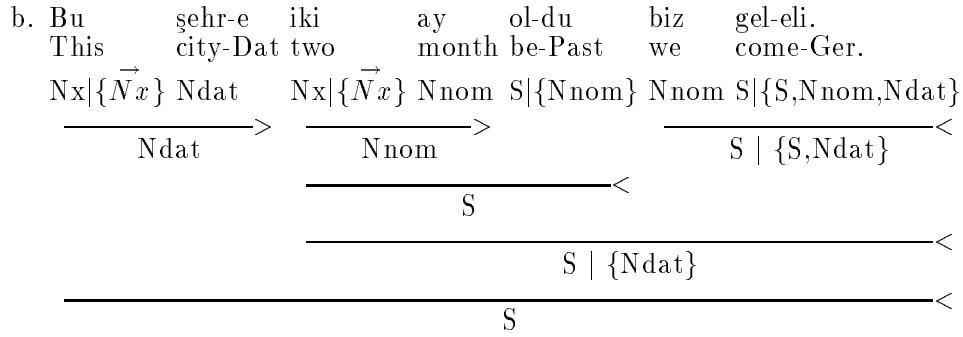 b. Bu şehr-e iki ay ol-du biz gel-eli.
This city-Dat two month be-Past we come-Ger.
Nx|{N⃗x} Ndat Nx|{N⃗x} Nnom S|{Nnom} Nnom S|{S,Nnom,Ndat}
> > <
Ndat Nnom S | {S,Ndat}
<
S
<
S | {Ndat}
<
S